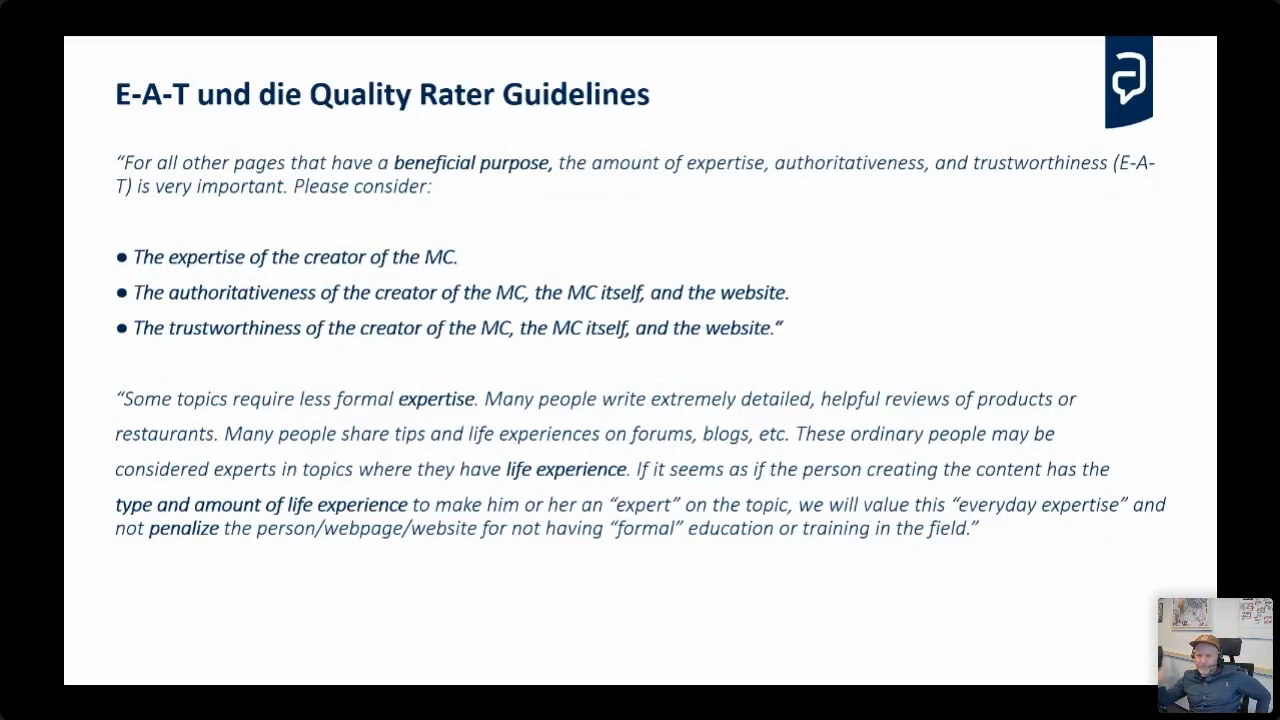 E-A-T und die Quality Rater Guidelines
“For all other pages that have a beneficial purpose, the amount of expertise, authoritativeness, and trustworthiness (E-A-
T) is very important. Please consider:
● The expertise of the creator of the MC.
● The authoritativeness of the creator of the MC, the MC itself, and the website.
● The trustworthiness of the creator of the MC, the MC itself, and the website.“
“Some topics require less formal expertise. Many people write extremely detailed, helpful reviews of products or
restaurants. Many people share tips and life experiences on forums, blogs, etc. These ordinary people may be
considered experts in topics where they have life experience. If it seems as if the person creating the content has the
type and amount of life experience to make him or her an “expert” on the topic, we will value this “everyday expertise” and
not penalize the person/webpage/website for not having “formal” education or training in the field.”